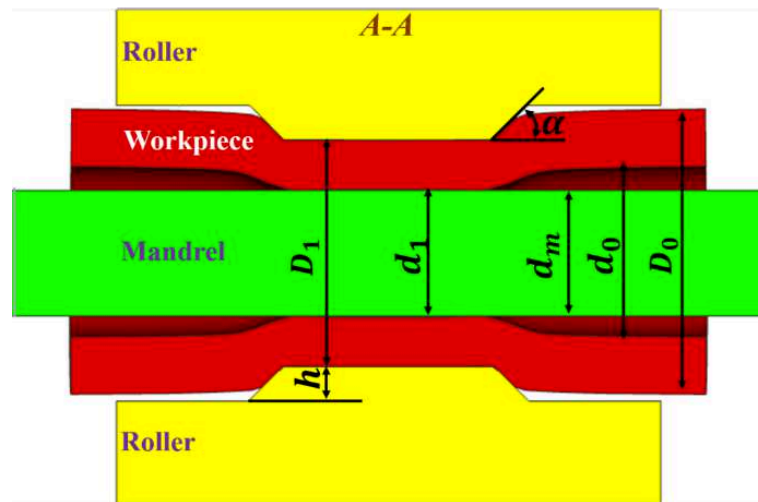 A-A
Roller
α
Workpiece
Mandrel
D₁
d₁
dₘ
d₀
D₀
h
Roller